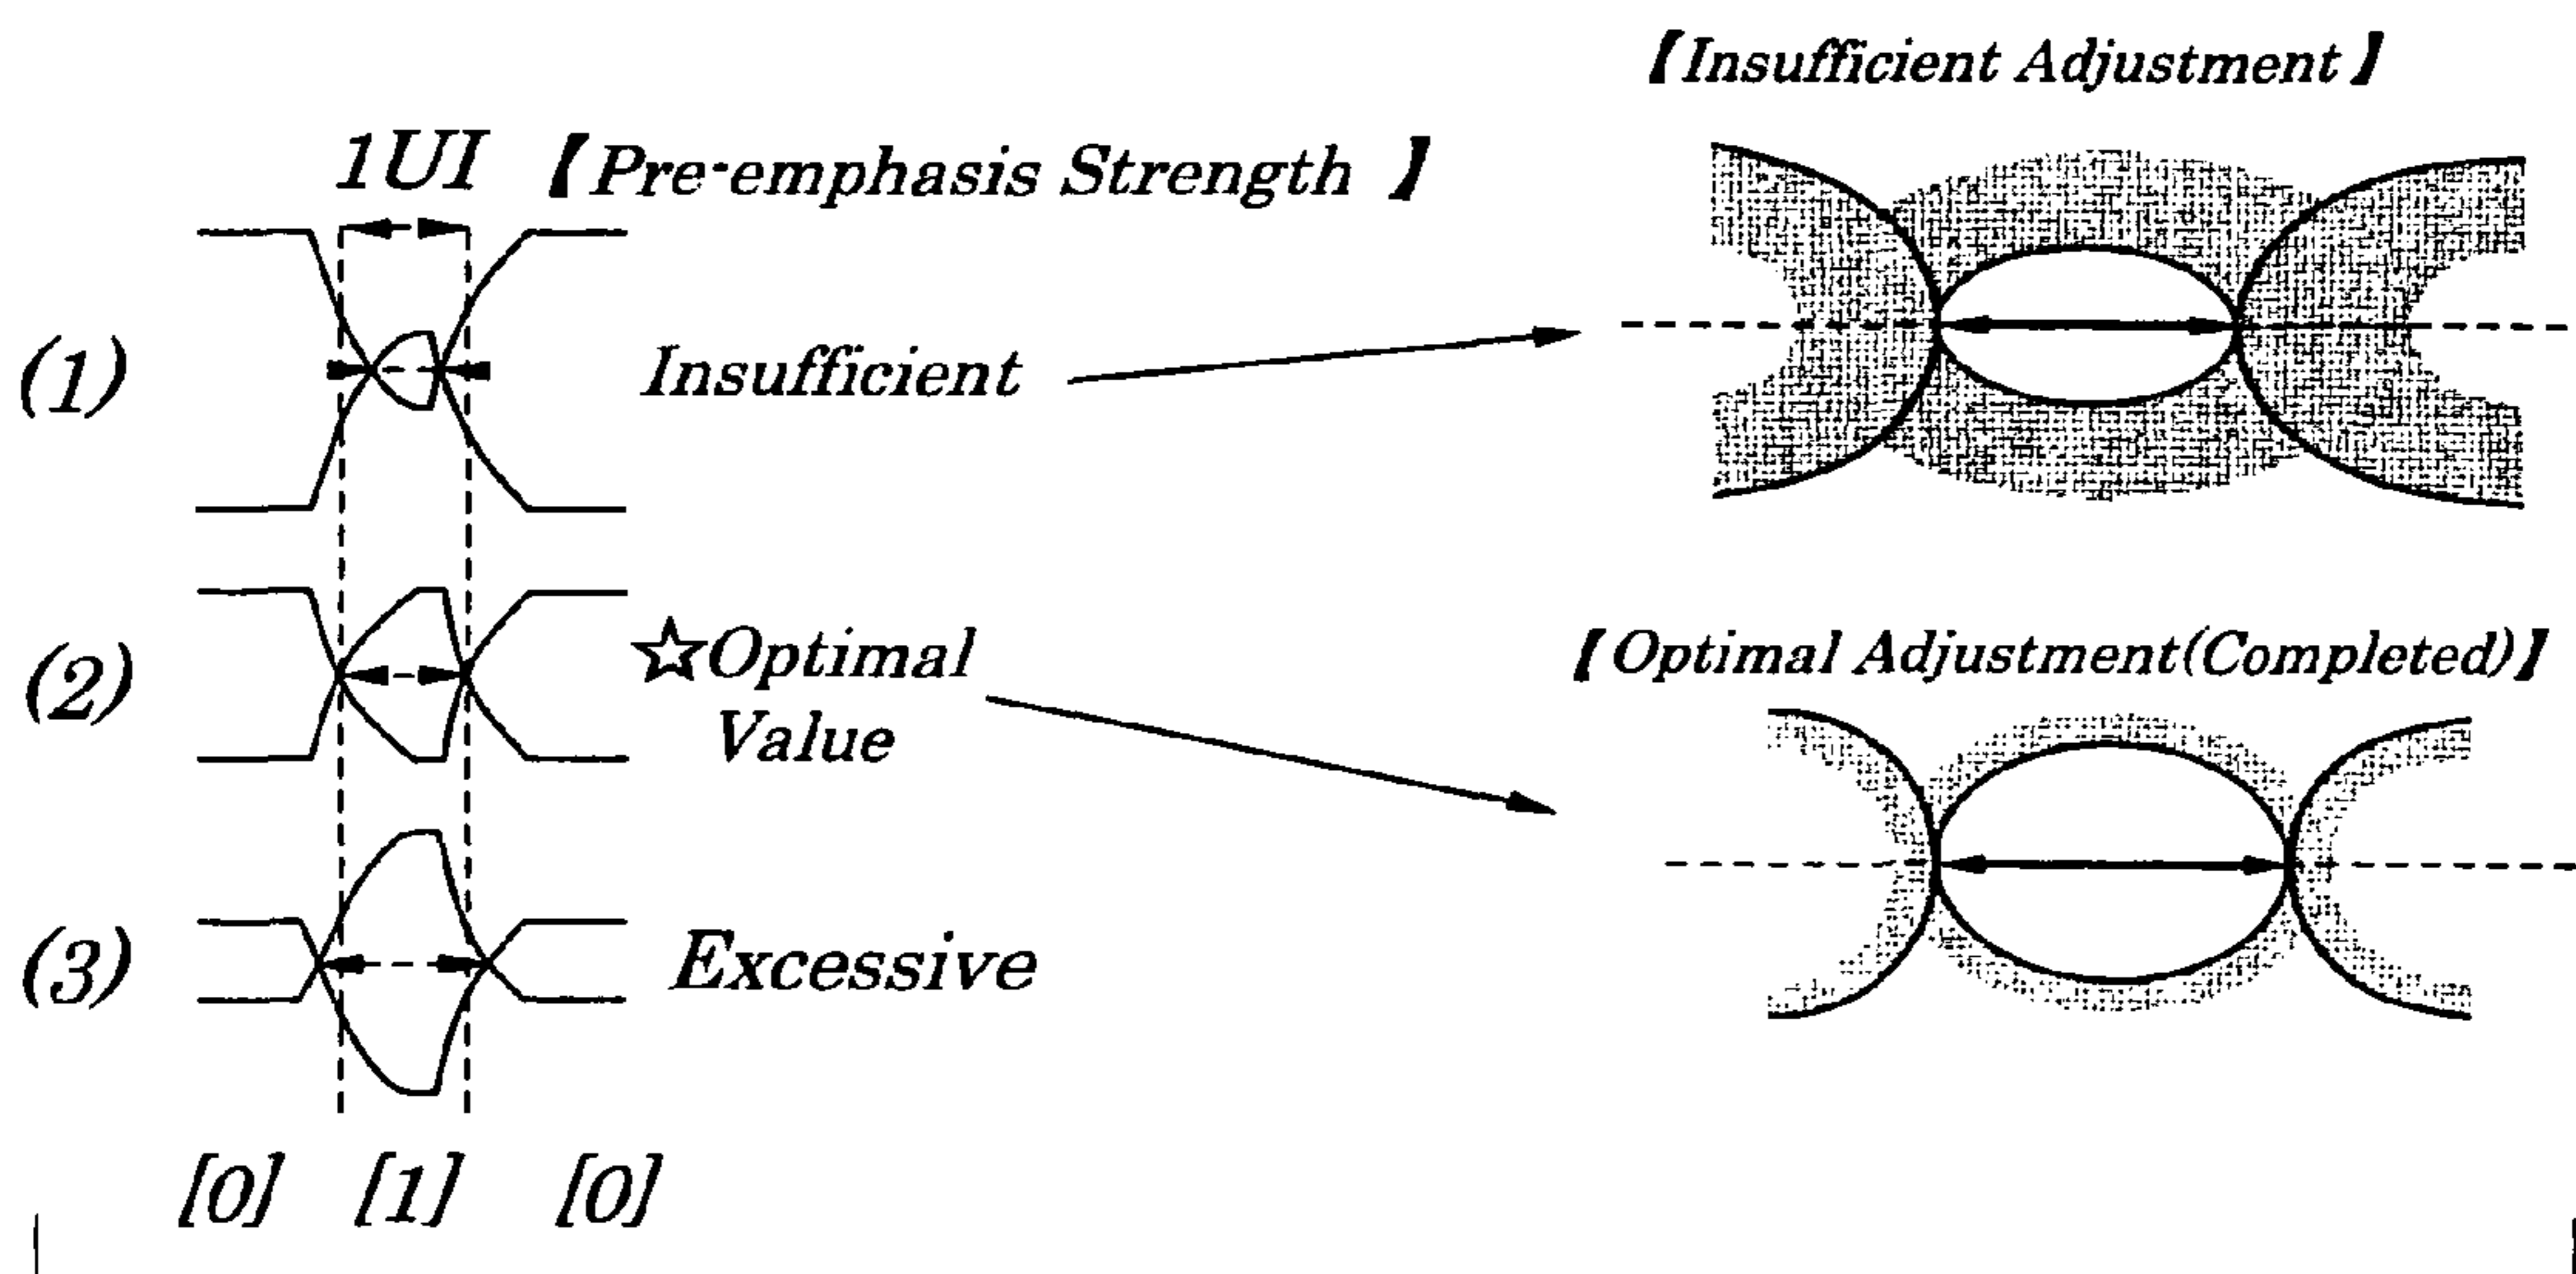 【Insufficient Adjustment】
1UI 【Pre-emphasis Strength】
(1) Insufficient
(2) ☆Optimal
Value
【Optimal Adjustment(Completed)】
(3) Excessive
[0] [1] [0]